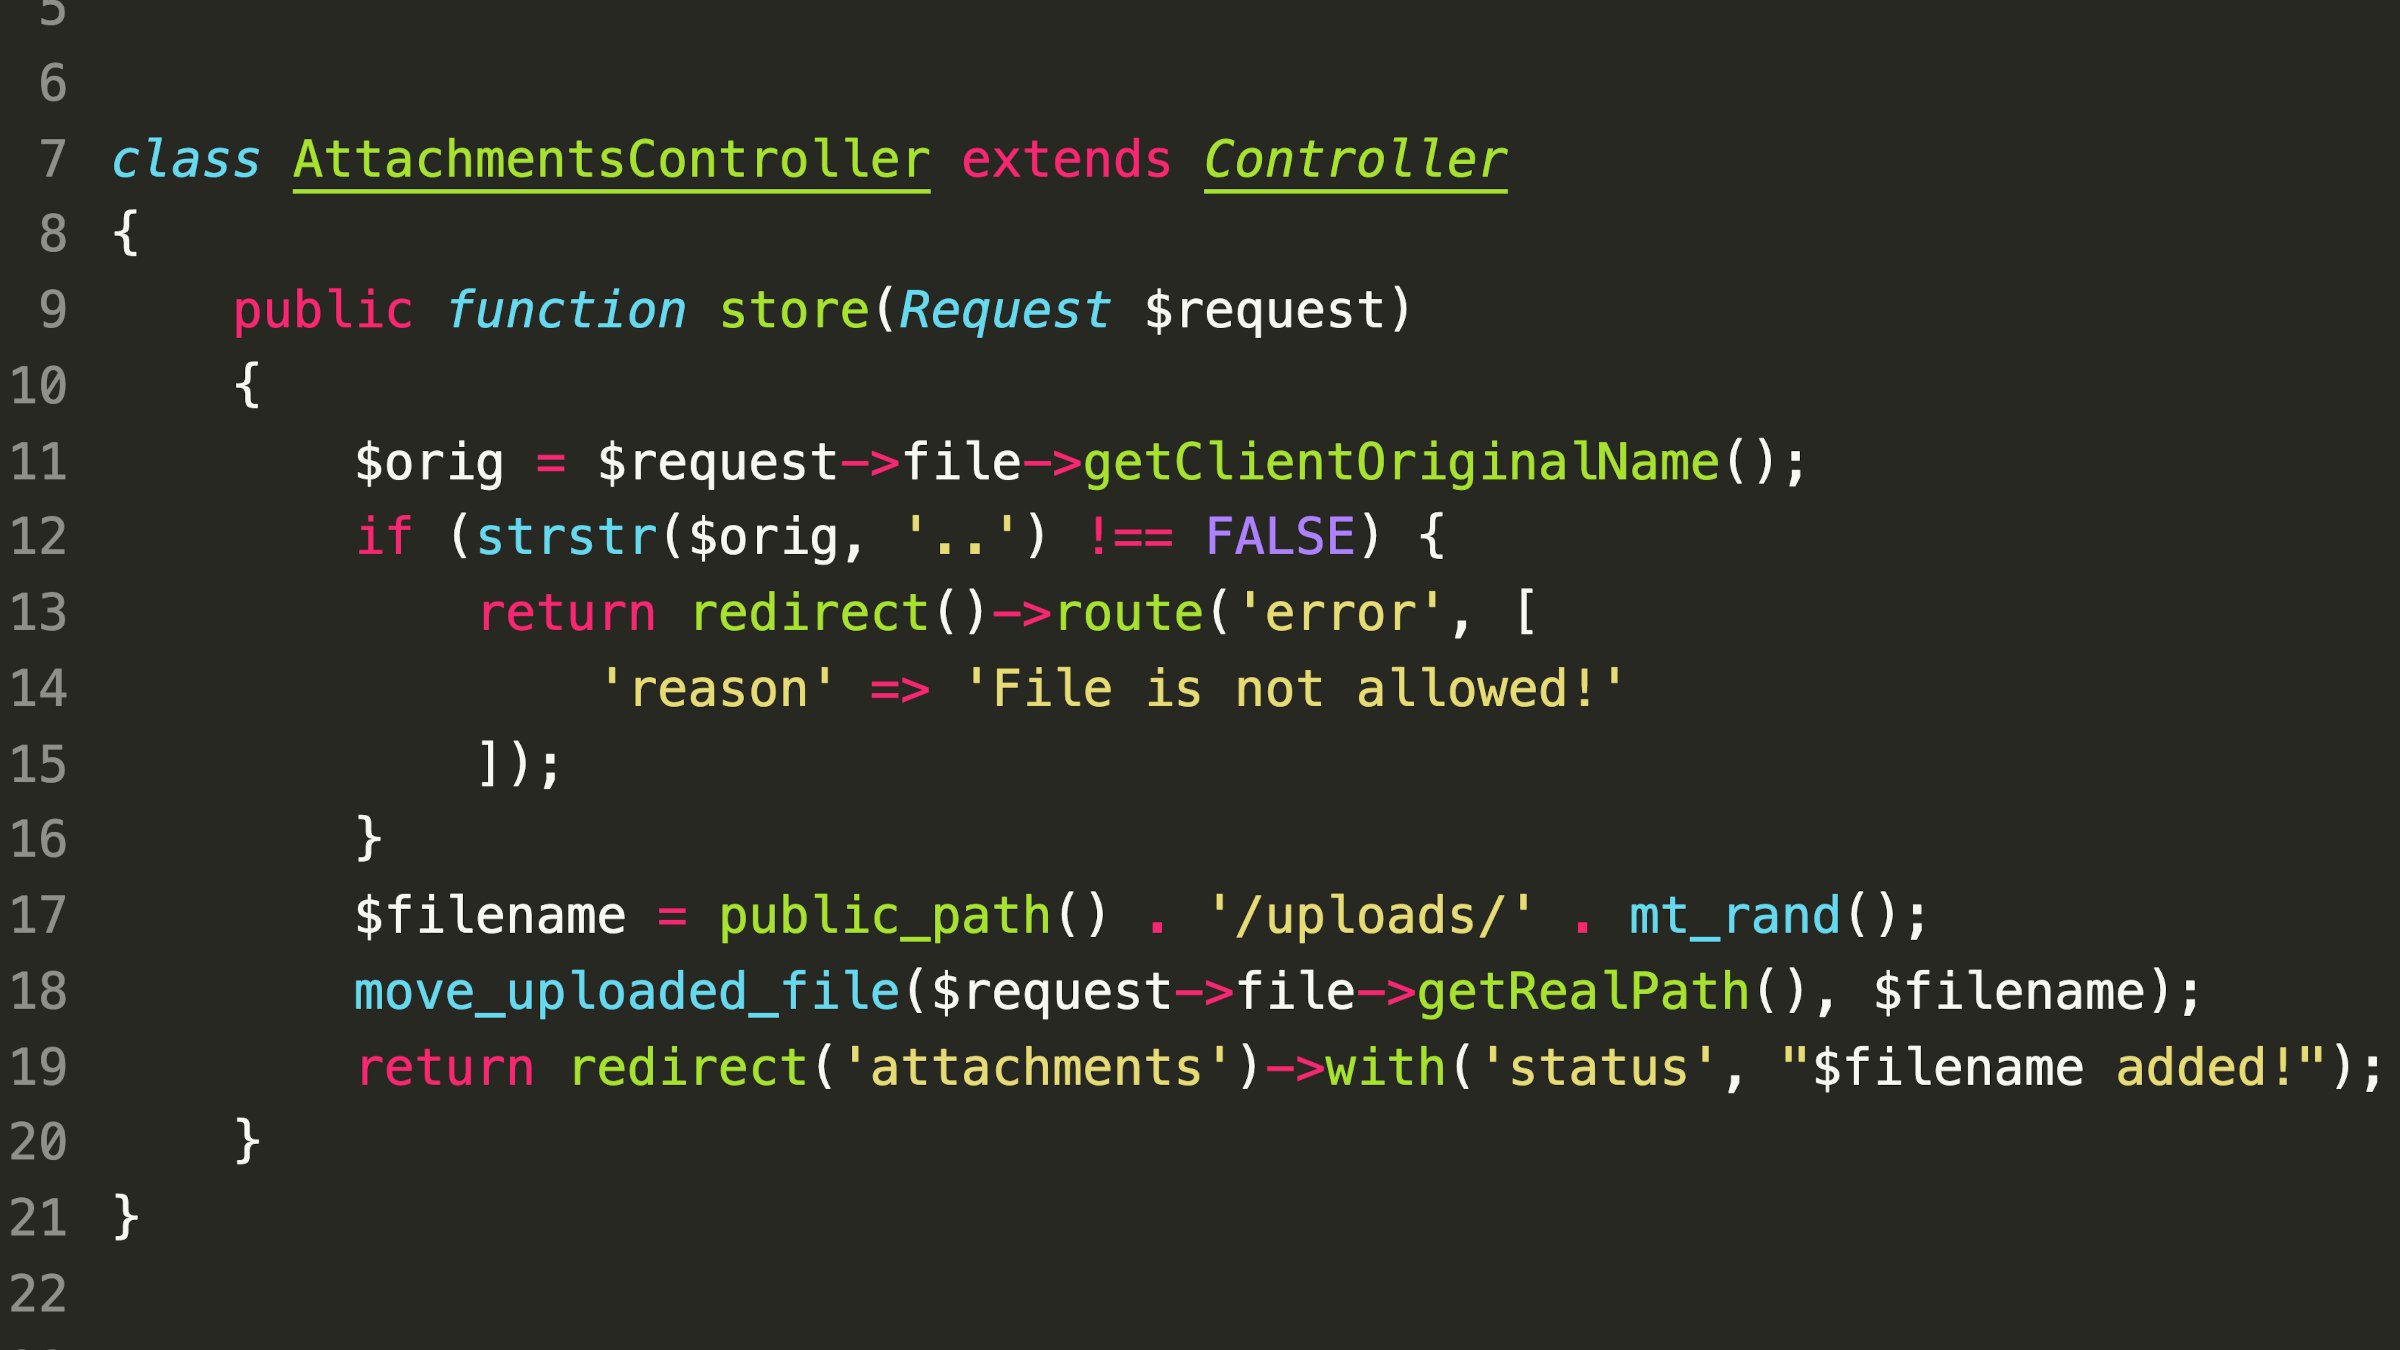 5
6
7 class AttachmentsController extends Controller
8 {
9     public function store(Request $request)
10     {
11         $orig = $request->file->getClientOriginalName();
12         if (strstr($orig, '..') !== FALSE) {
13             return redirect()->route('error', [
14                 'reason' => 'File is not allowed!'
15             ]);
16         }
17         $filename = public_path() . '/uploads/' . mt_rand();
18         move_uploaded_file($request->file->getRealPath(), $filename);
19         return redirect('attachments')->with('status', "$filename added!");
20     }
21 }
22